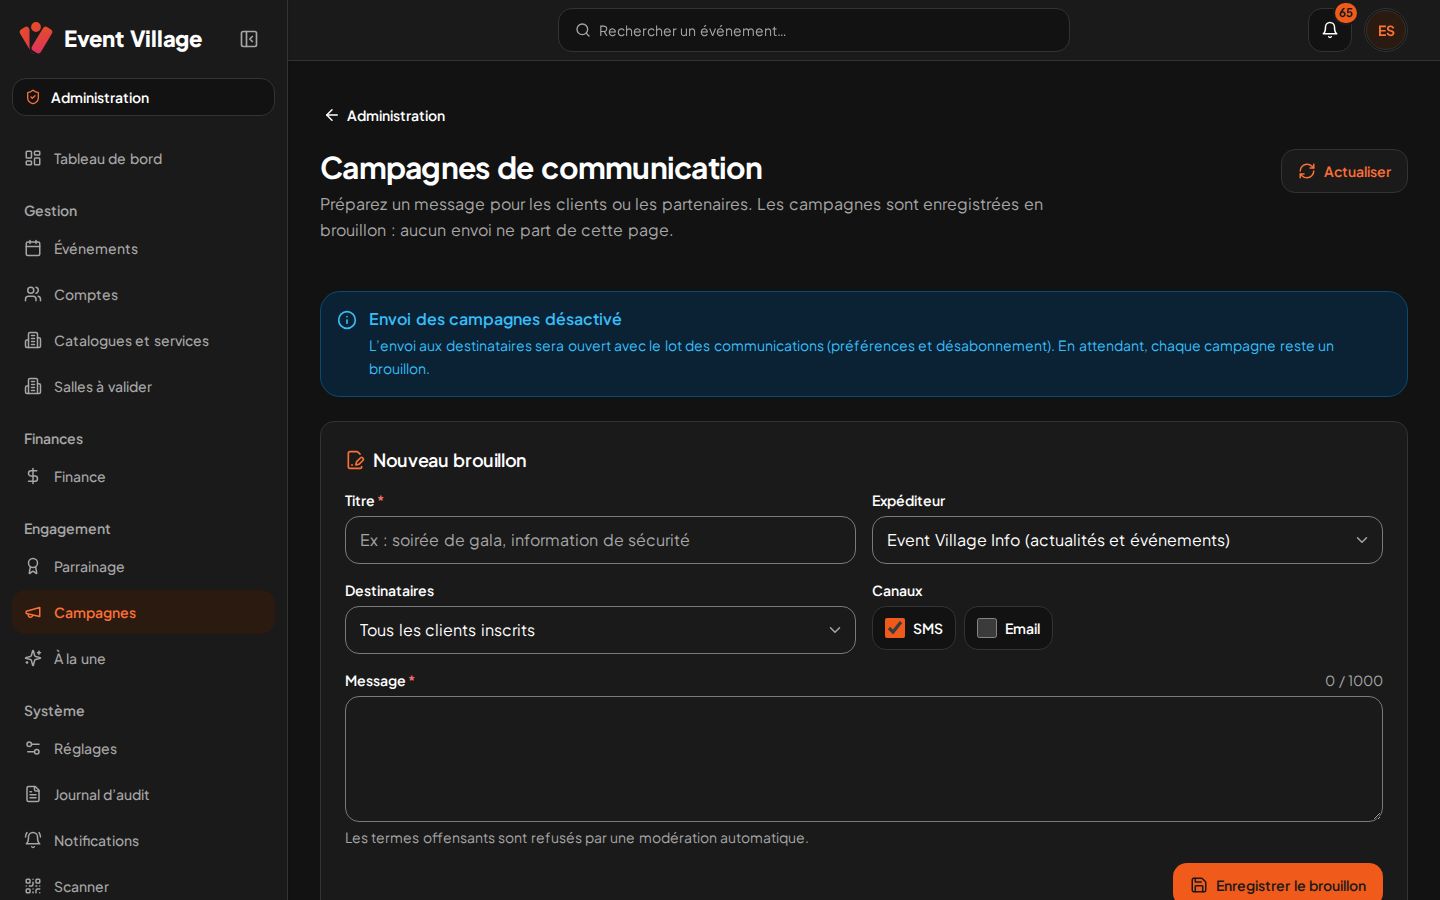 Event Village
Administration
Tableau de bord
Gestion
Événements
Comptes
Catalogues et services
Salles à valider
Finances
Finance
Engagement
Parrainage
Campagnes
À la une
Système
Réglages
Journal d’audit
Notifications
Scanner
Rechercher un événement…
65
ES
Administration
Campagnes de communication
Actualiser
Préparez un message pour les clients ou les partenaires. Les campagnes sont enregistrées en
brouillon : aucun envoi ne part de cette page.
Envoi des campagnes désactivé
L’envoi aux destinataires sera ouvert avec le lot des communications (préférences et désabonnement). En attendant, chaque campagne reste un
brouillon.
Nouveau brouillon
Titre *
Expéditeur
Ex : soirée de gala, information de sécurité
Event Village Info (actualités et événements)
Destinataires
Canaux
Tous les clients inscrits
SMS
Email
Message *
0 / 1000
Les termes offensants sont refusés par une modération automatique.
Enregistrer le brouillon